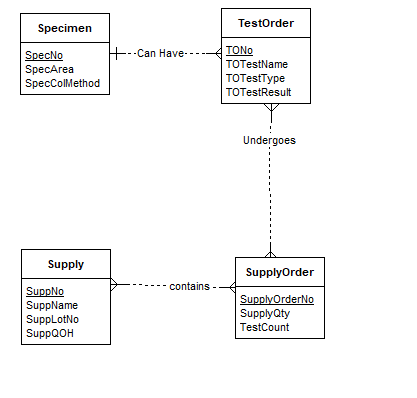 Specimen
SpecNo
SpecArea
SpecColMethod
Can Have
TestOrder
TONo
TOTestName
TOTestType
TOTestResult
Undergoes
Supply
SuppNo
SuppName
SuppLotNo
SuppQOH
contains
SupplyOrder
SupplyOrderNo
SupplyQty
TestCount